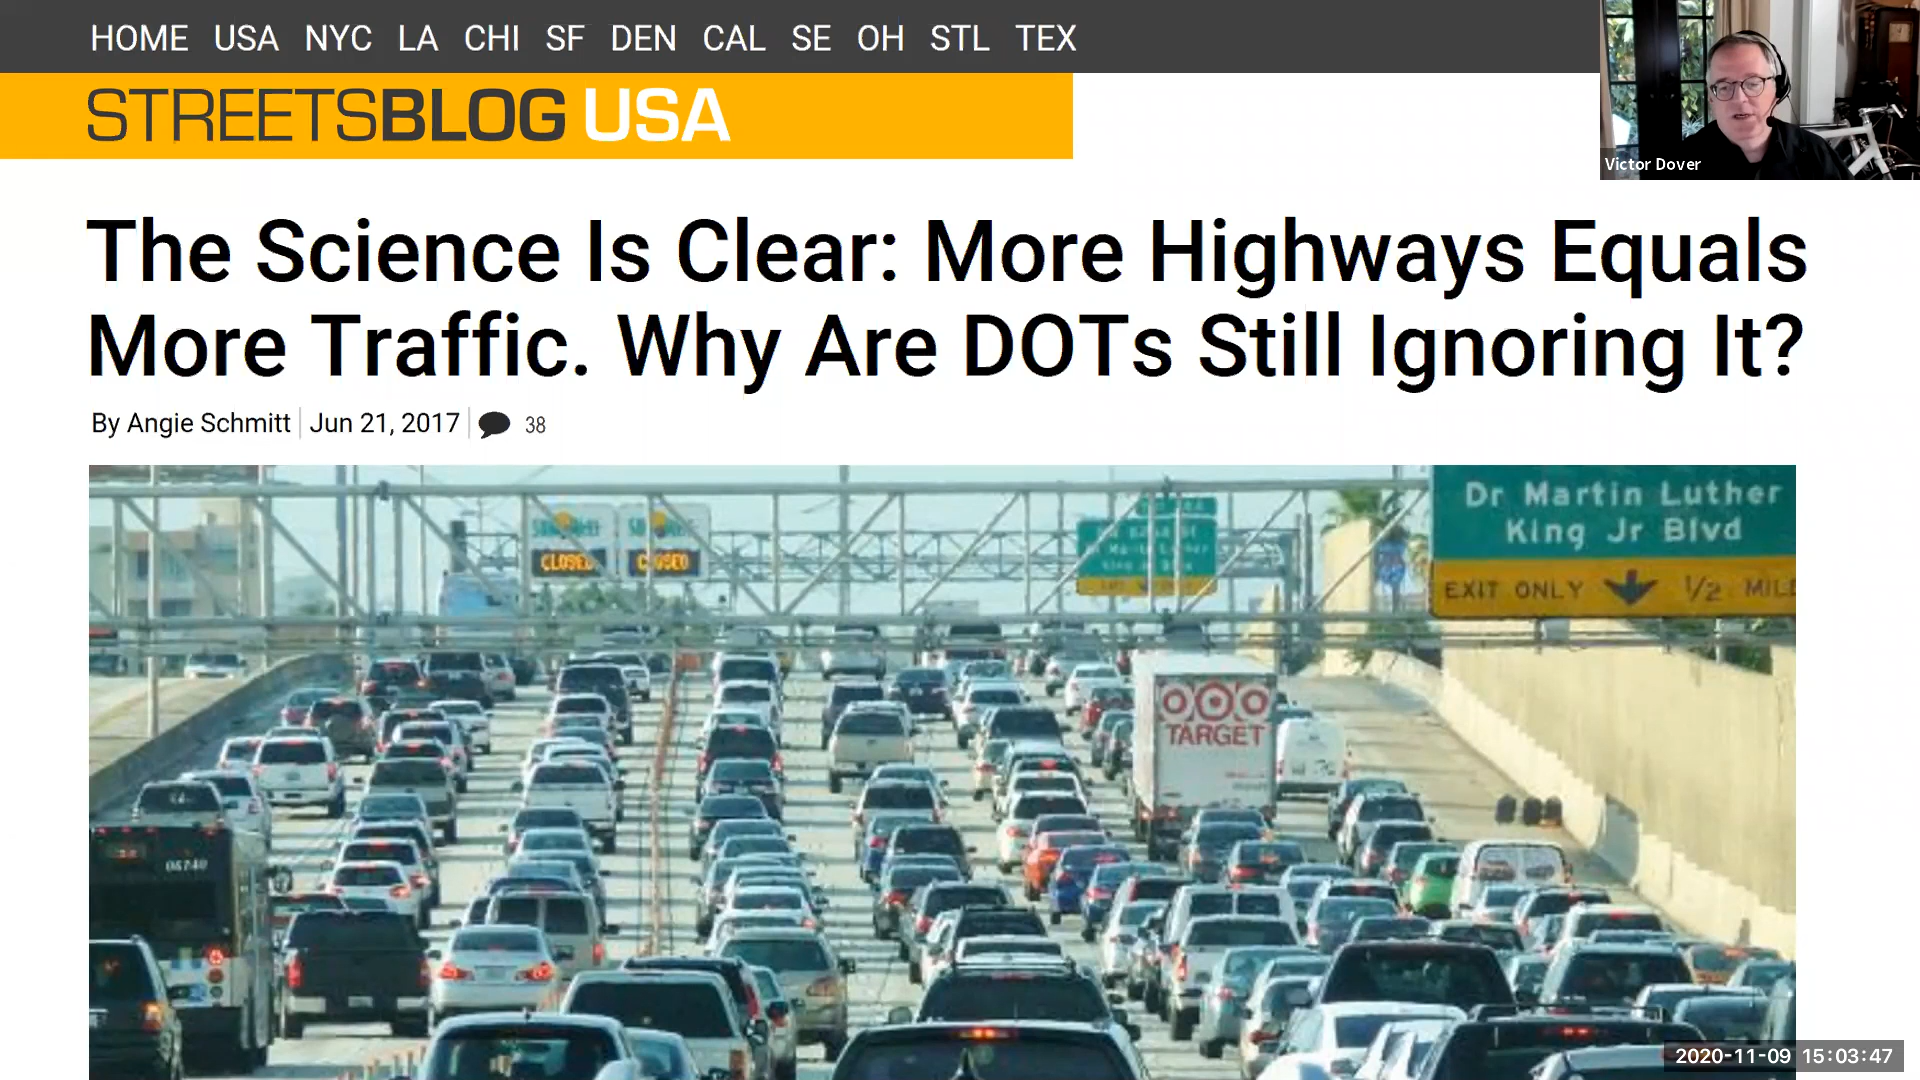 HOME USA NYC LA CHI SF DEN CAL SE OH STL TEX
STREETSBLOG USA
Victor Dover
The Science Is Clear: More Highways Equals
More Traffic. Why Are DOTs Still Ignoring It?
By Angie Schmitt Jun 21, 2017 38
Dr Martin Luther
King Jr Blvd
EXIT ONLY 1/2
CLOSED CLOSED
TARGET
06740
2020-11-09 15:03:47